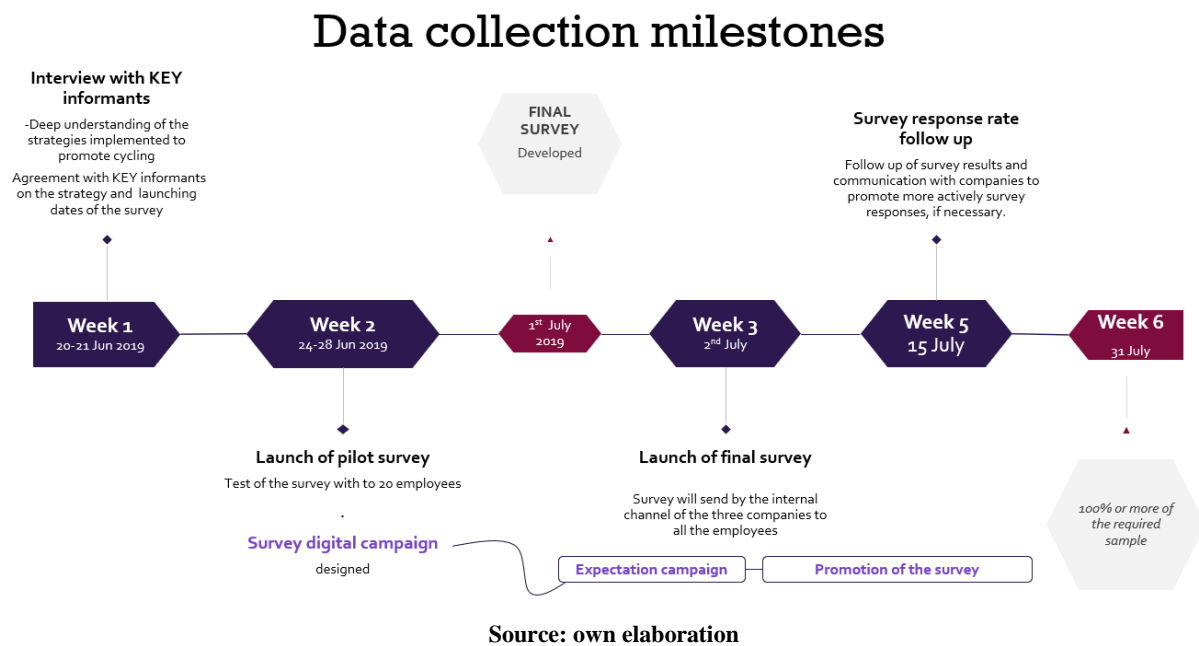 Data collection milestones
Interview with KEY
informants
-Deep understanding of the
strategies implemented to
promote cycling
Agreement with KEY informants
on the strategy and launching
dates of the survey
FINAL
SURVEY
Developed
Survey response rate
follow up
Follow up of survey results and
communication with companies to
promote more actively survey
responses, if necessary.
Week 1
20-21 Jun 2019
Week 2
24-28 Jun 2019
1st July
2019
Week 3
2nd July
Week 5
15 July
Week 6
31 July
Launch of pilot survey
Test of the survey with to 20 employees
.
Survey digital campaign
designed
Launch of final survey
Survey will send by the internal
channel of the three companies to
all the employees
Expectation campaign
Promotion of the survey
100% or more of
the required
sample
Source: own elaboration